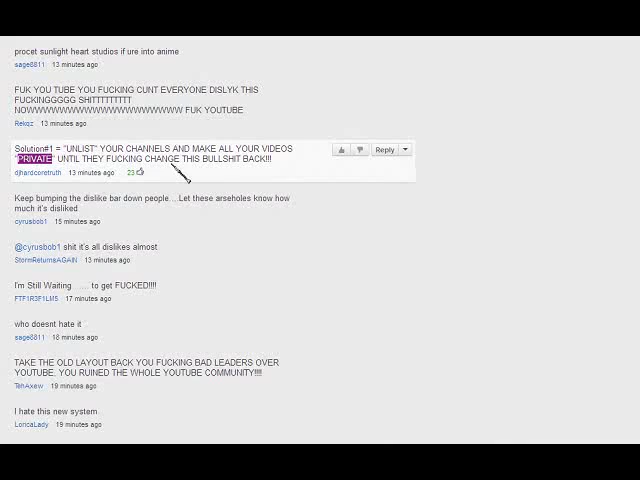 procet sunlight heart studios if ure into anime
sage8811 13 minutes ago
FUK YOU TUBE YOU FUCKING CUNT EVERYONE DISLYK THIS
FUCKINGGGGG SHITTTTTTTTT
NOWWWWWWWWWWWWWWWWWWWW FUK YOUTUBE
Rekqz 13 minutes ago
Solution#1 = "UNLIST" YOUR CHANNELS AND MAKE ALL YOUR VIDEOS
"PRIVATE" UNTIL THEY FUCKING CHANGE THIS BULLSHIT BACK!!!
djhardcoretruth 13 minutes ago 23
Reply
Keep bumping the dislike bar down people....Let these arseholes know how
much it's disliked
cyrusbob1 15 minutes ago
@cyrusbob1 shit it's all dislikes almost
StormReturnsAGAIN 13 minutes ago
I'm Still Waiting....... to get FUCKED!!!!
FTF1R3F1LMS 17 minutes ago
who doesnt hate it
sage8811 18 minutes ago
TAKE THE OLD LAYOUT BACK YOU FUCKING BAD LEADERS OVER
YOUTUBE. YOU RUINED THE WHOLE YOUTUBE COMMUNITY!!!!
TehAxew 19 minutes ago
I hate this new system.
LoricaLady 19 minutes ago